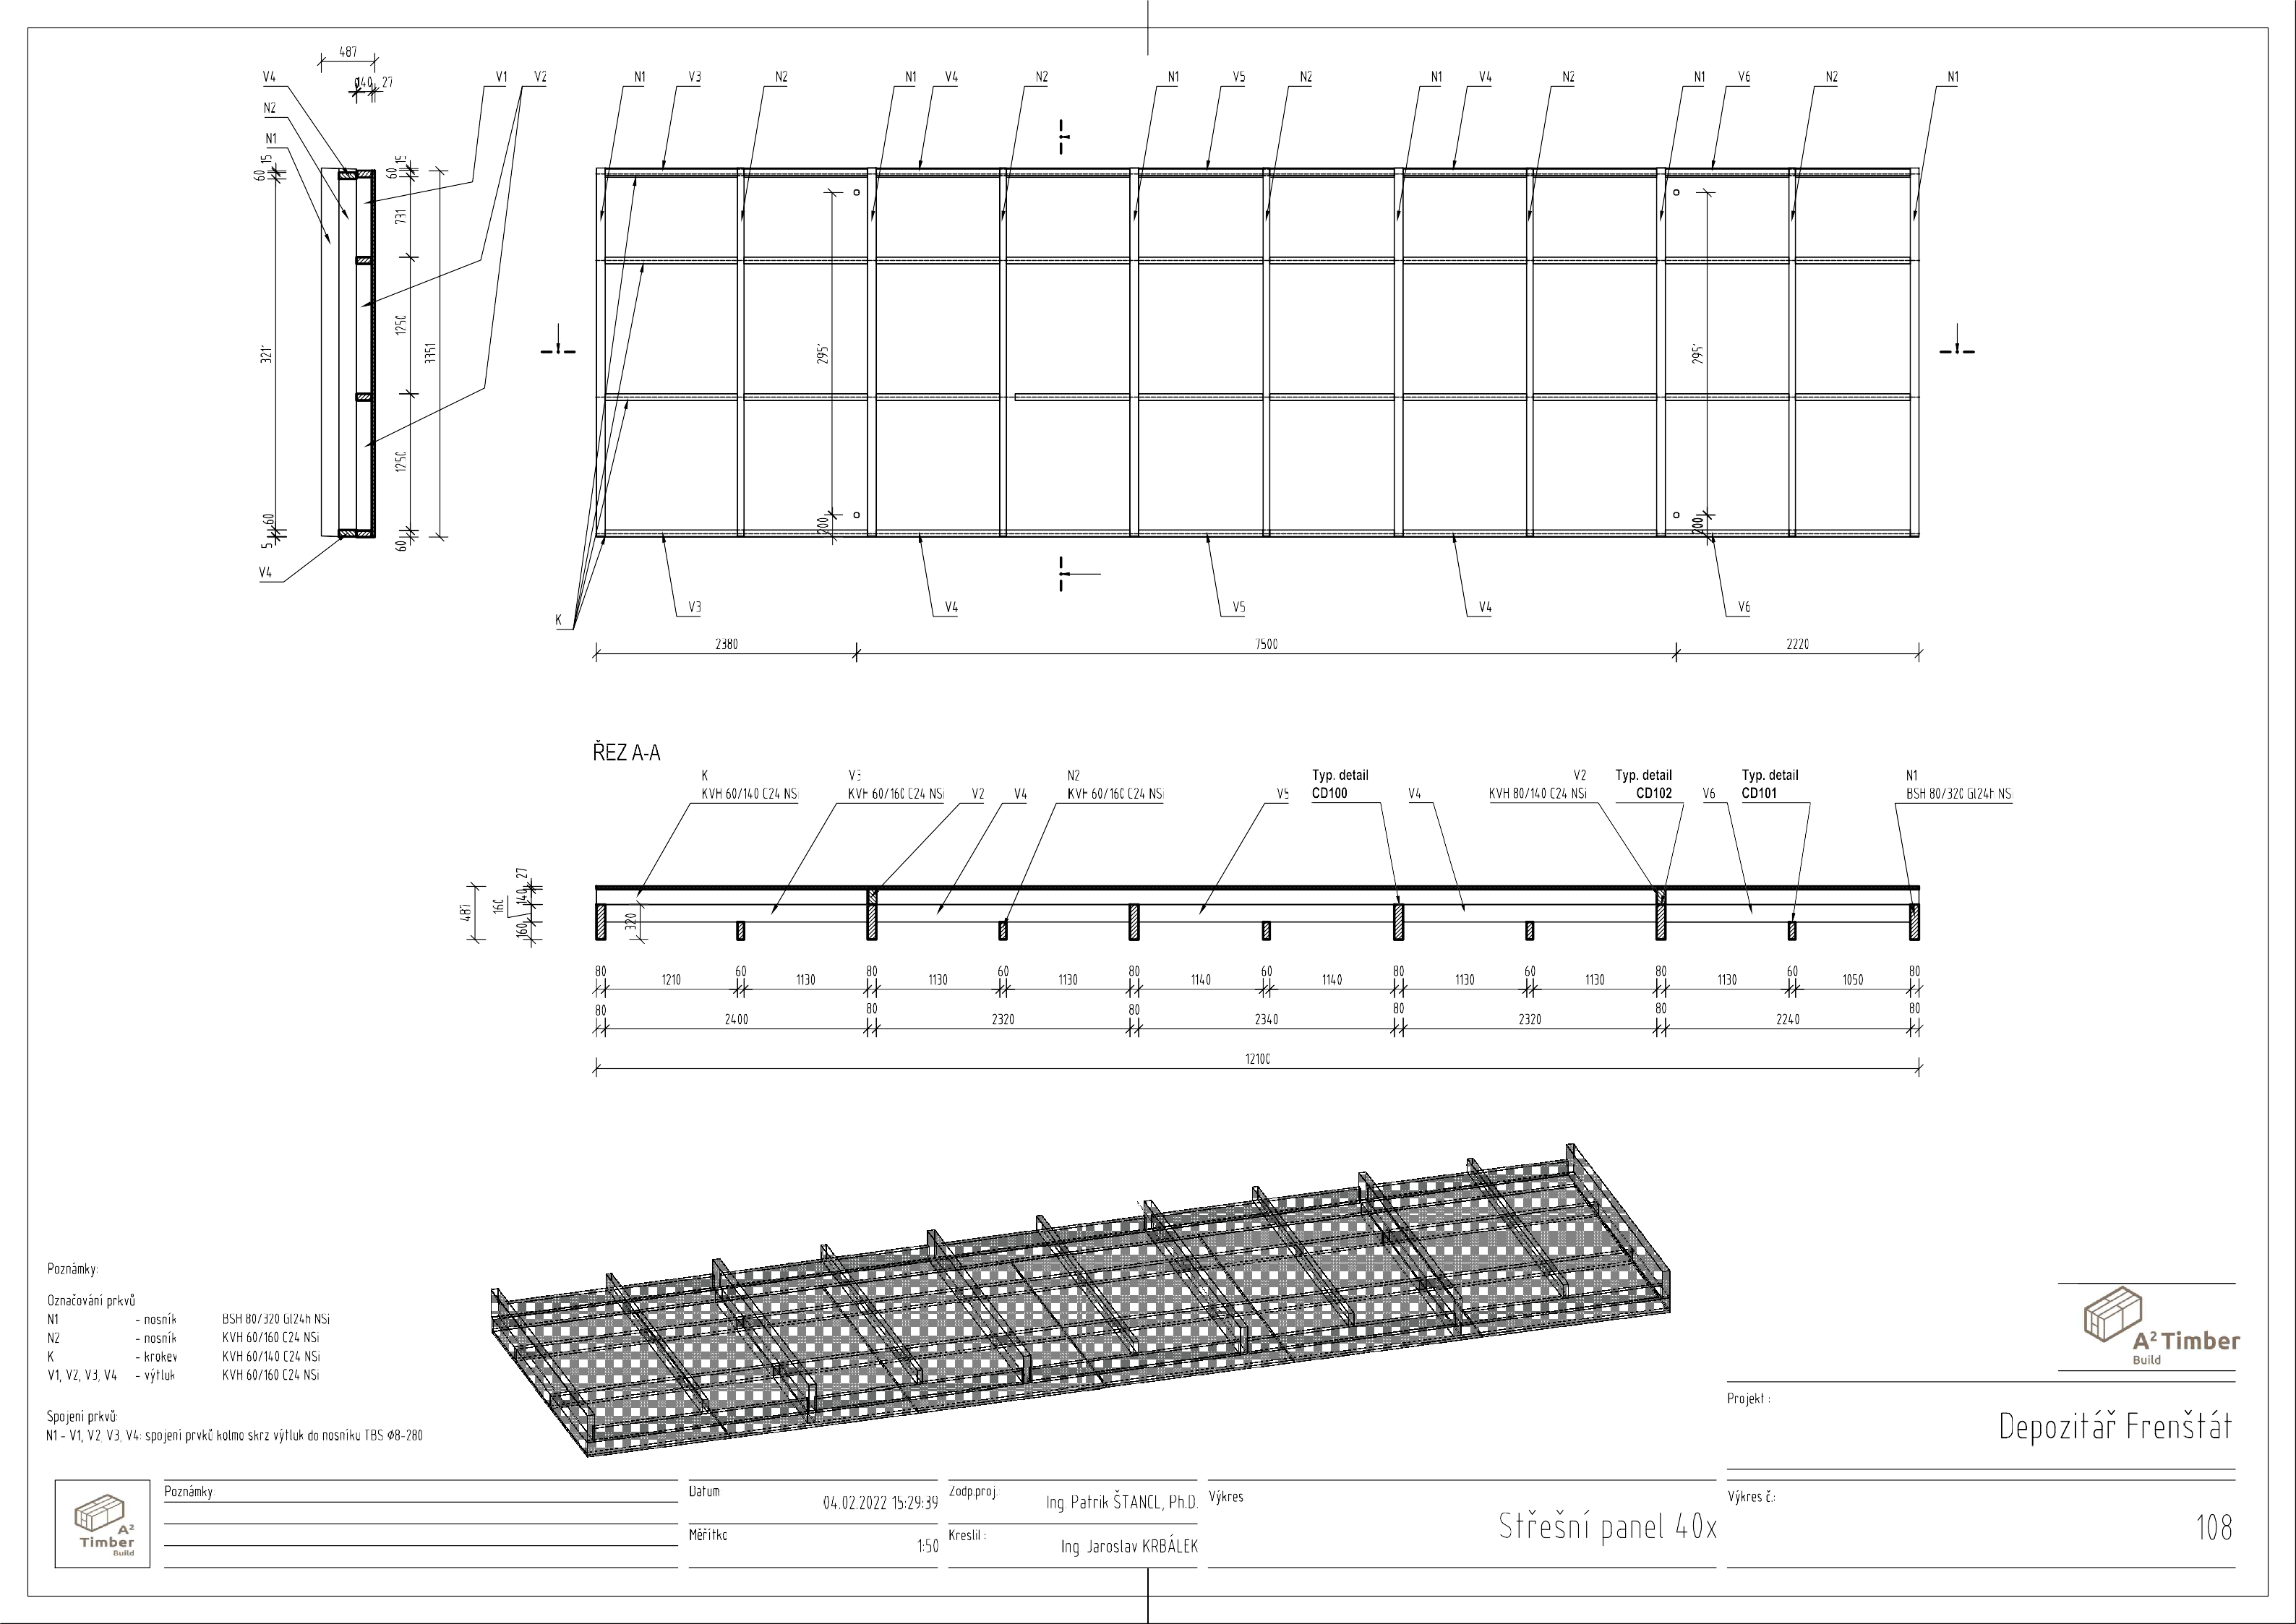 487
140 27
V4 V1 V2
N2
N1
N1 V3 N2 N1 V4 N2 N1 V5 N2 N1 V4 N2 N1 V6 N2 N1
60 15
60
731
1250
3351
1250
60
60
5
60
V4
200
200
K
V3 V4 V5 V4 V6
2380 7500 2220
ŘEZ A-A
K
KVH 60/140 C24 NSi
V3
KVH 60/160 C24 NSi
V2
V4
N2
KVH 60/160 C24 NSi
V5
Typ. detail
CD100
V4
V2
KVH 80/140 C24 NSi
Typ. detail
CD102
V6
Typ. detail
CD101
N1
BSH 80/320 Gl24h NSi
487
160 140 27
160
320
80 1210 60 1130 80 1130 60 1130 80 1140 60 1140 80 1130 60 1130 80 1130 60 1050 80
80 2400 80 2320 80 2340 80 2320 80 2240 80
12100
Poznámky:
Označování prvků
N1 - nosník BSH 80/320 Gl24h NSi
N2 - nosník KVH 60/160 C24 NSi
K - krokev KVH 60/140 C24 NSi
V1, V2, V3, V4 - výtluk KVH 60/160 C24 NSi
Spojení prvků:
N1 - V1, V2, V3, V4: spojení prvků kolmo skrz výtluk do nosníku TBS Ø8-280
A² Timber
Build
Projekt :
Depozitář Frenštát
A²
Timber
Build
Poznámky
Datum
04.02.2022 15:29:39
Měřítko
1:50
Zodp.proj.
Ing. Patrik ŠTANCL, Ph.D.
Kreslil :
Ing. Jaroslav KRBÁLEK
Výkres
Střešní panel 40x
Výkres č.:
108